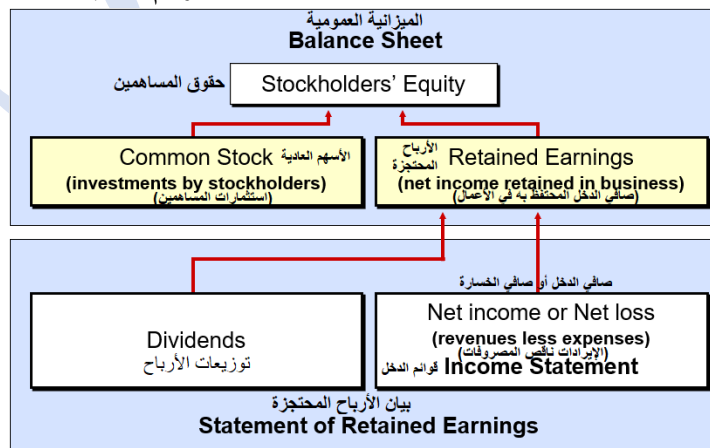 الميزانية العمومية
Balance Sheet
حقوق المساهمين Stockholders' Equity
Common Stock الأسهم العادية
(investments by stockholders)
(استثمارات المساهمين)
الأرباح المحتجزة Retained Earnings
(net income retained in business)
(صافي الدخل المحتفظ به في الأعمال)
صافي الدخل أو صافي الخسارة
Dividends
توزيعات الأرباح
Net income or Net loss
(revenues less expenses)
(الإيرادات ناقص المصروفات)
قوائم الدخل Income Statement
بيان الأرباح المحتجزة
Statement of Retained Earnings